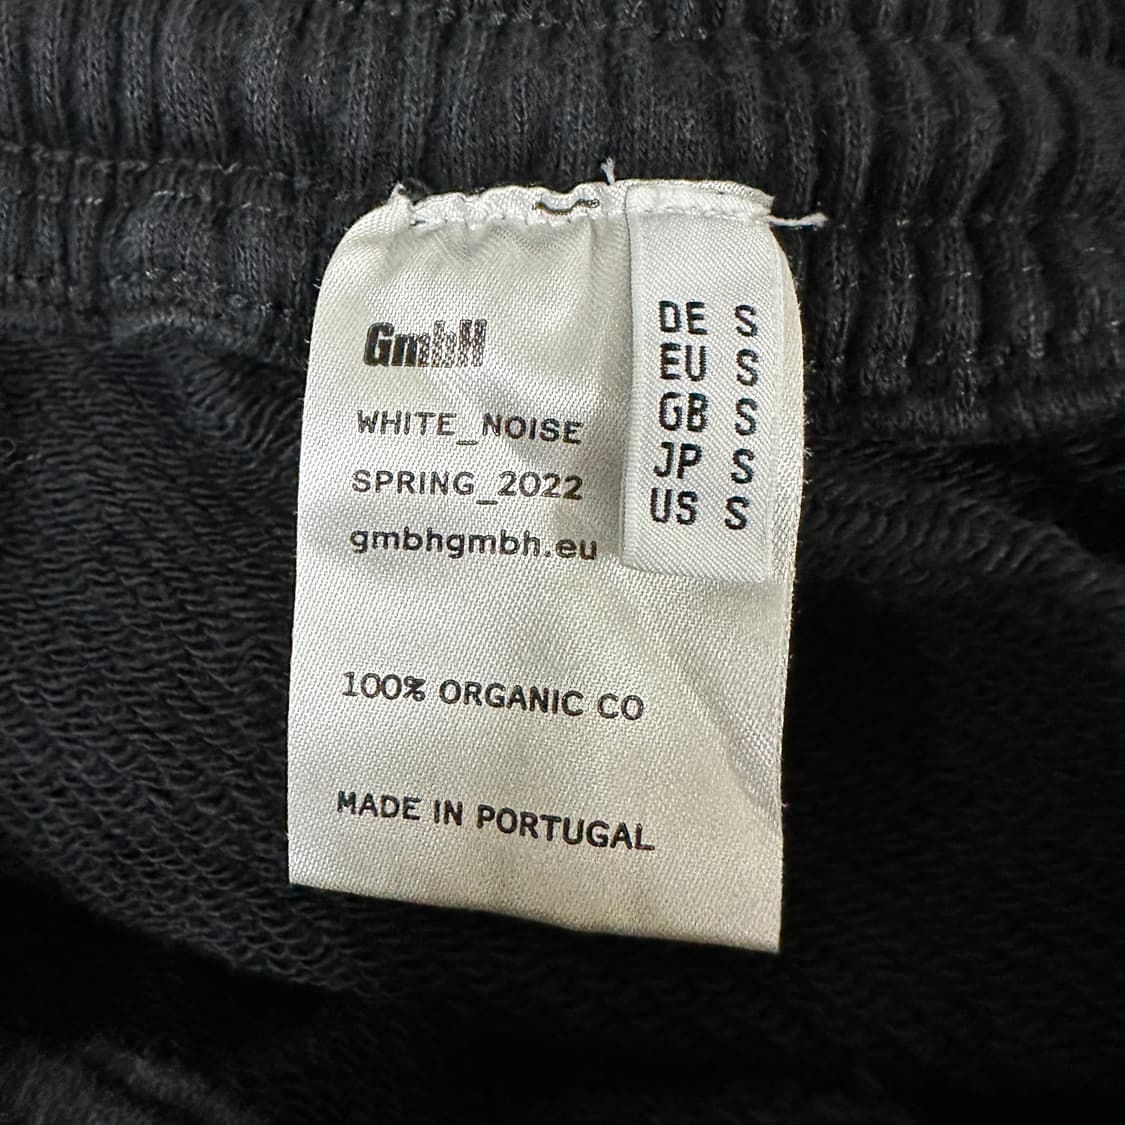 GmbH
WHITE_NOISE
SPRING_2022
gmbhgmbh.eu
100% ORGANIC CO
MADE IN PORTUGAL
DE S
EU S
GB S
JP S
US S